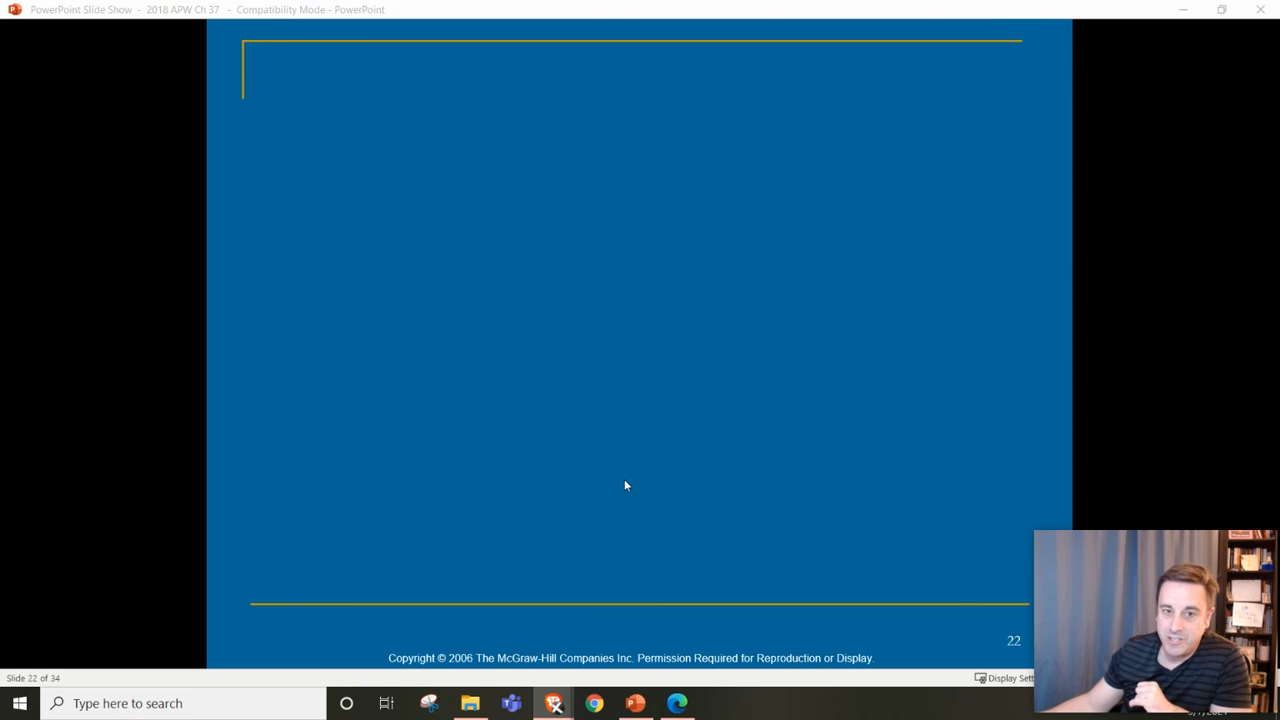 PowerPoint Slide Show - 2018 APW Ch 37 - Compatibility Mode - PowerPoint
22
Copyright © 2006 The McGraw-Hill Companies Inc. Permission Required for Reproduction or Display.
Slide 22 of 34
Display Sett
Type here to search